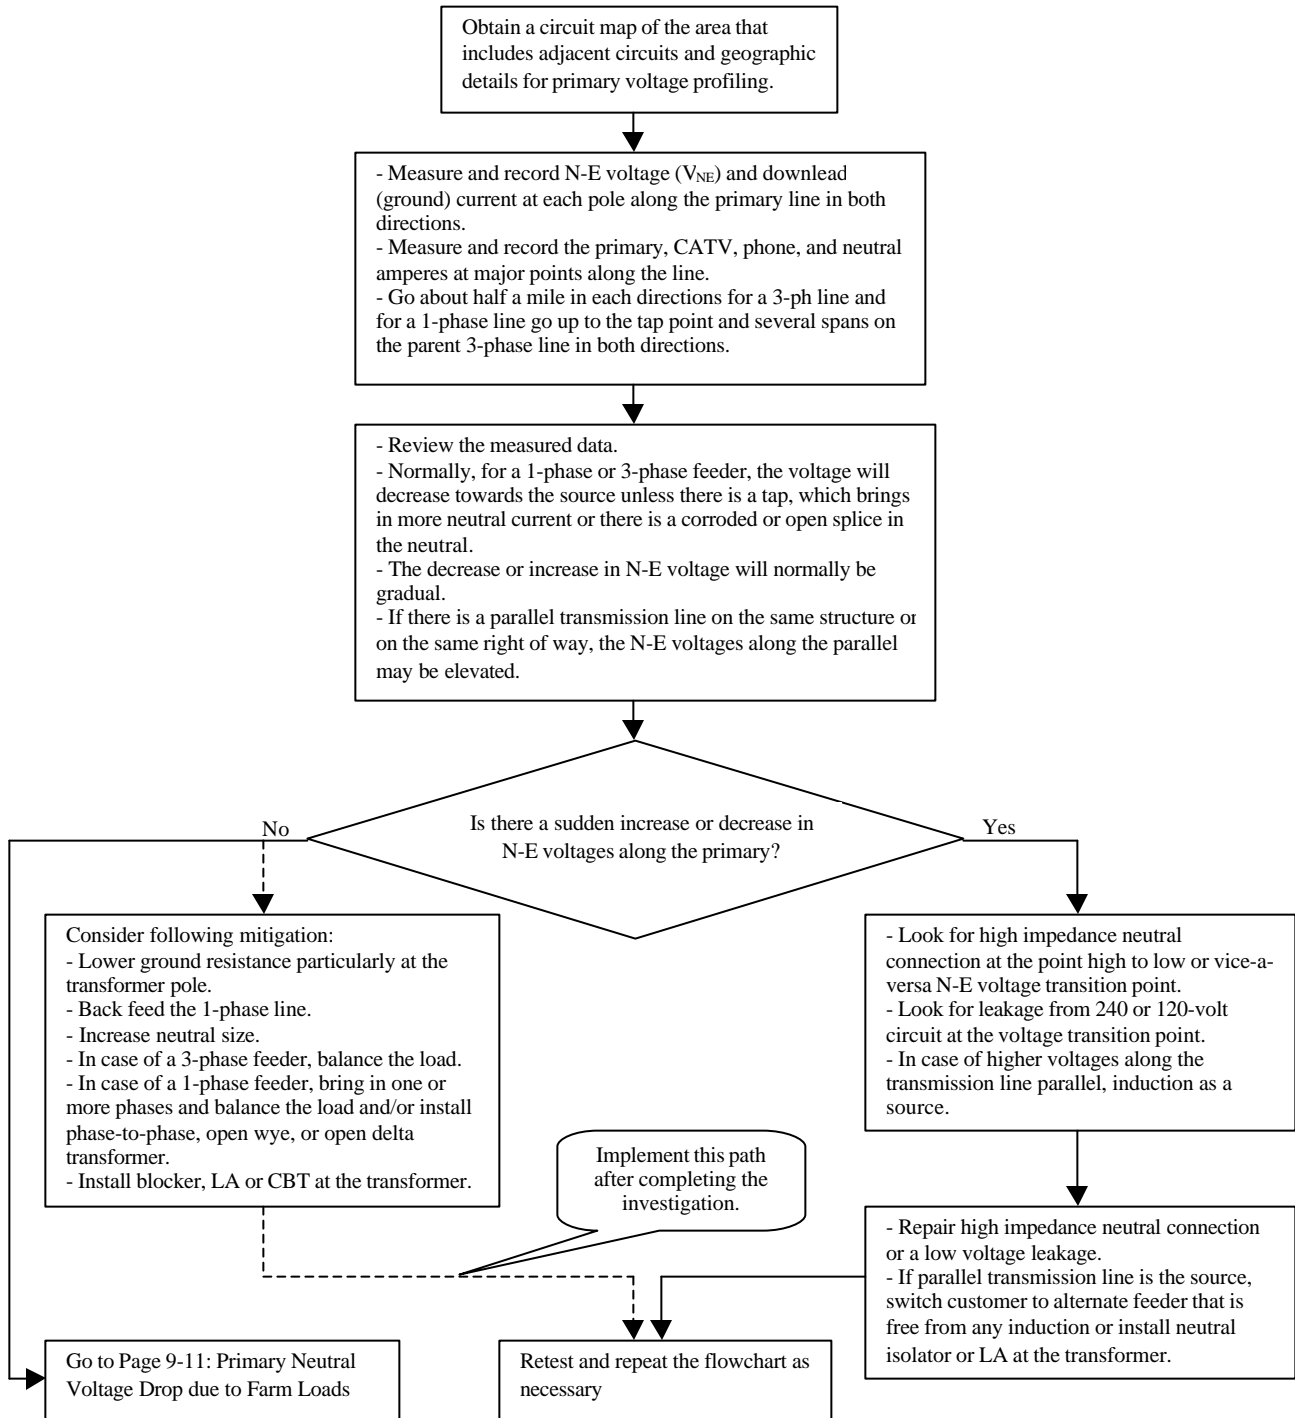 Obtain a circuit map of the area that
includes adjacent circuits and geographic
details for primary voltage profiling.
- Measure and record N-E voltage (VNE) and downlead
(ground) current at each pole along the primary line in both
directions.
- Measure and record the primary, CATV, phone, and neutral
amperes at major points along the line.
- Go about half a mile in each directions for a 3-ph line and
for a 1-phase line go up to the tap point and several spans on
the parent 3-phase line in both directions.
- Review the measured data.
- Normally, for a 1-phase or 3-phase feeder, the voltage will
decrease towards the source unless there is a tap, which brings
in more neutral current or there is a corroded or open splice in
the neutral.
- The decrease or increase in N-E voltage will normally be
gradual.
- If there is a parallel transmission line on the same structure or
on the same right of way, the N-E voltages along the parallel
may be elevated.
Is there a sudden increase or decrease in
N-E voltages along the primary?
No
Yes
Consider following mitigation:
- Lower ground resistance particularly at the
transformer pole.
- Back feed the 1-phase line.
- Increase neutral size.
- In case of a 3-phase feeder, balance the load.
- In case of a 1-phase feeder, bring in one or
more phases and balance the load and/or install
phase-to-phase, open wye, or open delta
transformer.
- Install blocker, LA or CBT at the transformer.
- Look for high impedance neutral
connection at the point high to low or vice-a-
versa N-E voltage transition point.
- Look for leakage from 240 or 120-volt
circuit at the voltage transition point.
- In case of higher voltages along the
transmission line parallel, induction as a
source.
Implement this path
after completing the
investigation.
- Repair high impedance neutral connection
or a low voltage leakage.
- If parallel transmission line is the source,
switch customer to alternate feeder that is
free from any induction or install neutral
isolator or LA at the transformer.
Go to Page 9-11: Primary Neutral
Voltage Drop due to Farm Loads
Retest and repeat the flowchart as
necessary